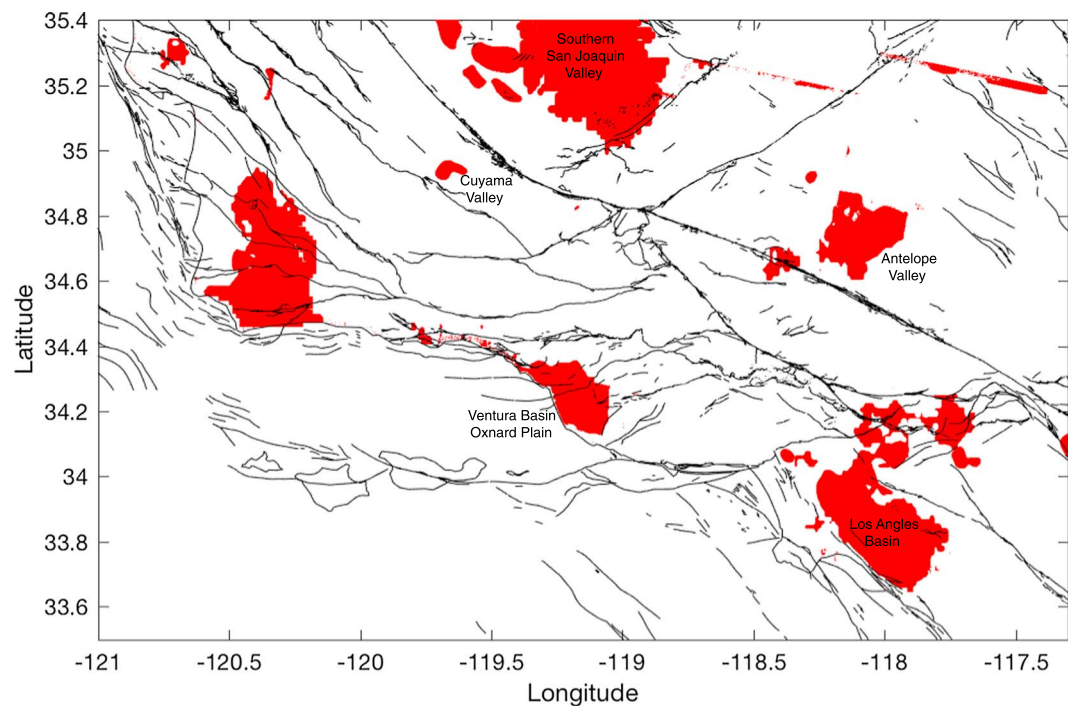 35.4
Southern
San Joaquin
Valley
35.2
35
Cuyama
Valley
34.8
Antelope
Valley
34.6
Latitude
34.4
Ventura Basin
Oxnard Plain
34.2
34
Los Angles
Basin
33.8
33.6
-121
-120.5
-120
-119.5
-119
-118.5
-118
-117.5
Longitude